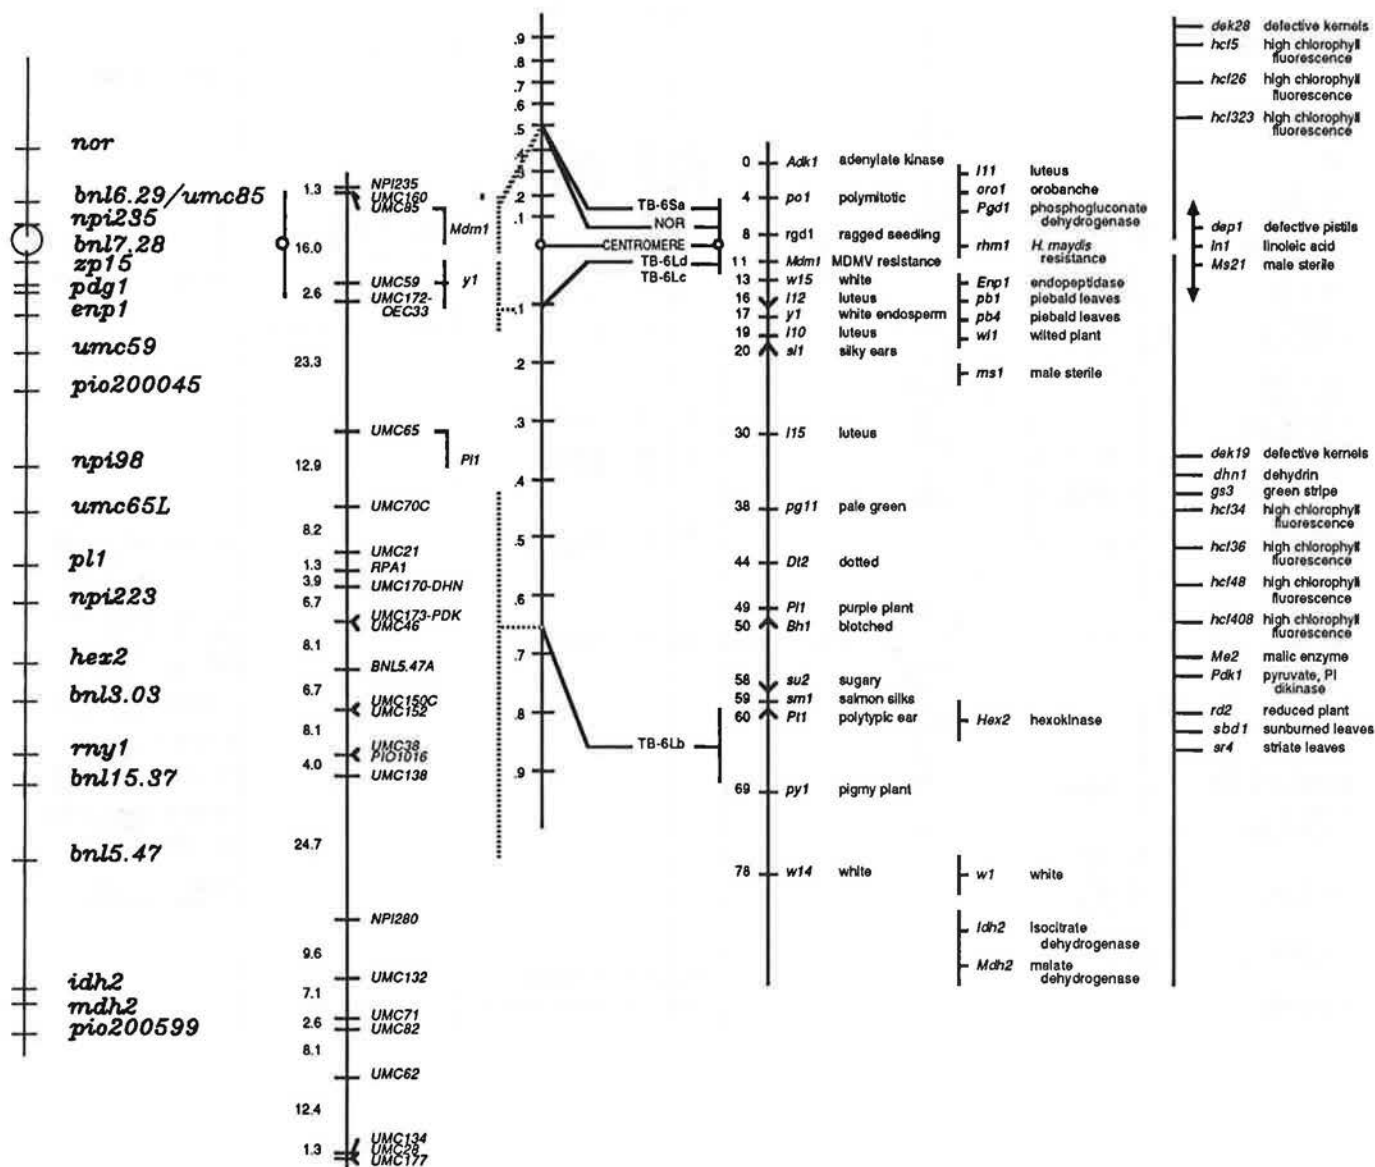 nor
bnl6.29/umc85
npi235
bnl7.28
zp15
pdg1
enp1
umc59
pio200045
npi98
umc65L
pl1
npi223
hex2
bnl3.03
rny1
bnl15.37
bnl5.47
idh2
mdh2
pio200599
1.3
16.0
2.6
23.3
12.9
8.2
1.3
3.9
6.7
8.1
6.7
8.1
4.0
24.7
9.6
7.1
2.6
8.1
12.4
1.3
NPI235
UMC160
UMC85
UMC59
UMC172-
OEC33
UMC65
UMC70C
UMC21
RPA1
UMC170-DHN
UMC173-PDK
UMC46
BNL5.47A
UMC150C
UMC152
UMC38
PIO1016
UMC138
NPI280
UMC132
UMC71
UMC82
UMC62
UMC134
UMC28
UMC177
Mdm1
y1
Pl1
.9
.8
.7
.6
.5
.4
.3
.2
.1
.1
.2
.3
.4
.5
.6
.7
.8
.9
TB-6Sa
NOR
CENTROMERE
TB-6Ld
TB-6Lc
TB-6Lb
0 Adk1 adenylate kinase
4 po1 polymitotic
8 rgd1 ragged seedling
11 Mdm1 MDMV resistance
13 w15 white
16 l12 luteus
17 y1 white endosperm
19 l10 luteus
20 si1 silky ears
30 l15 luteus
38 pg11 pale green
44 Dt2 dotted
49 Pl1 purple plant
50 Bh1 blotched
58 su2 sugary
59 sm1 salmon silks
60 Pt1 polytypic ear
69 py1 pigmy plant
78 w14 white
l11 luteus
oro1 orobanche
Pgd1 phosphogluconate
dehydrogenase
rhm1 H. maydis
resistance
Enp1 endopeptidase
pb1 piebald leaves
pb4 piebald leaves
wi1 wilted plant
ms1 male sterile
Hex2 hexokinase
w1 white
Idh2 isocitrate
dehydrogenase
Mdh2 malate
dehydrogenase
dek28 defective kernels
hcf5 high chlorophyll
fluorescence
hcf26 high chlorophyll
fluorescence
hcf323 high chlorophyll
fluorescence
dep1 defective pistils
ln1 linoleic acid
Ms21 male sterile
dek19 defective kernels
dhn1 dehydrin
gs3 green stripe
hcf34 high chlorophyll
fluorescence
hcf36 high chlorophyll
fluorescence
hcf48 high chlorophyll
fluorescence
hcf408 high chlorophyll
fluorescence
Me2 malic enzyme
Pdk1 pyruvate, Pi
dikinase
rd2 reduced plant
sbd1 sunburned leaves
sr4 striate leaves